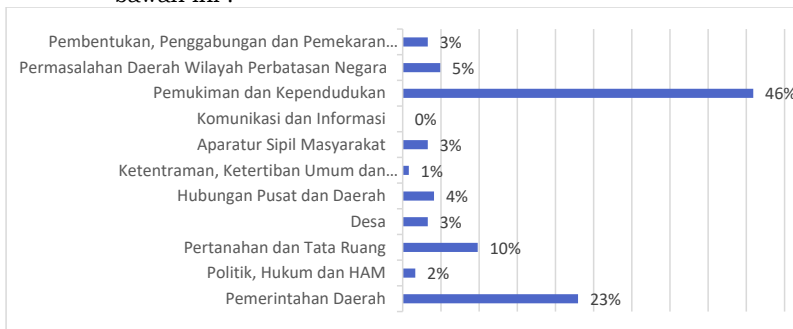 bawah ini :
Pembentukan, Penggabungan dan Pemekaran... 3%
Permasalahan Daerah Wilayah Perbatasan Negara 5%
Pemukiman dan Kependudukan 46%
Komunikasi dan Informasi 0%
Aparatur Sipil Masyarakat 3%
Ketentraman, Ketertiban Umum dan... 1%
Hubungan Pusat dan Daerah 4%
Desa 3%
Pertanahan dan Tata Ruang 10%
Politik, Hukum dan HAM 2%
Pemerintahan Daerah 23%